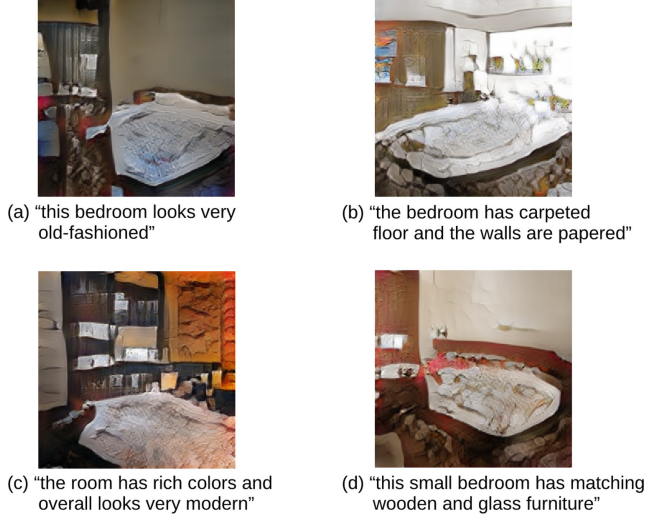 (a) “this bedroom looks very
old-fashioned”
(b) “the bedroom has carpeted
floor and the walls are papered”
(c) “the room has rich colors and
overall looks very modern”
(d) “this small bedroom has matching
wooden and glass furniture”